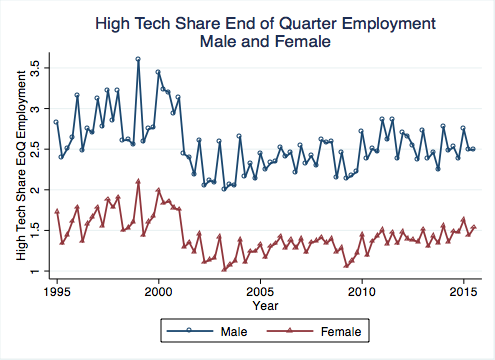 High Tech Share End of Quarter Employment
Male and Female
High Tech Share EoQ Employment
3.5
3
2.5
2
1.5
1
1995
2000
2005
2010
2015
Year
Male
Female